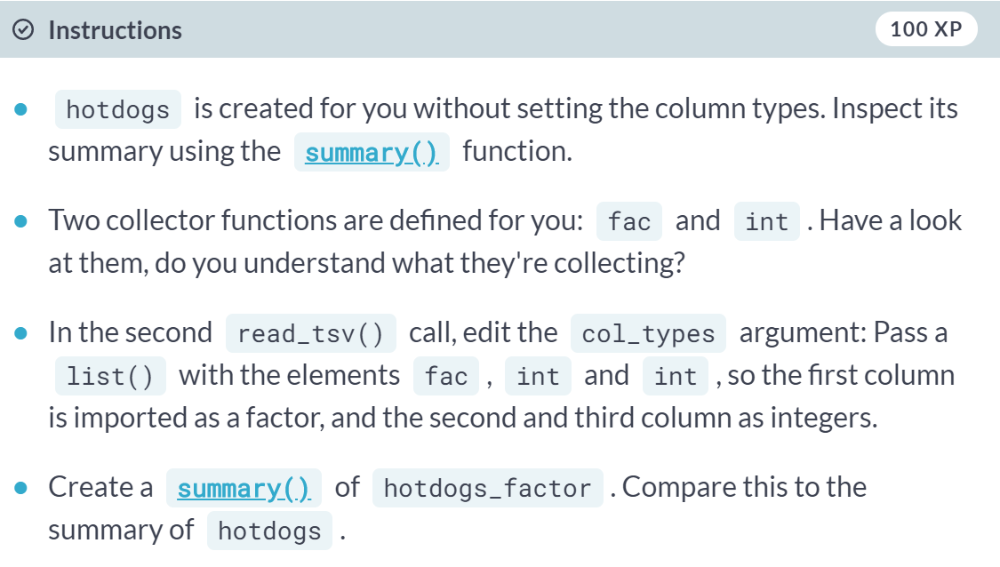 Instructions
100 XP
hotdogs is created for you without setting the column types. Inspect its
summary using the summary() function.
Two collector functions are defined for you: fac and int . Have a look
at them, do you understand what they're collecting?
In the second read_tsv() call, edit the col_types argument: Pass a
list() with the elements fac , int and int , so the first column
is imported as a factor, and the second and third column as integers.
Create a summary() of hotdogs_factor . Compare this to the
summary of hotdogs .